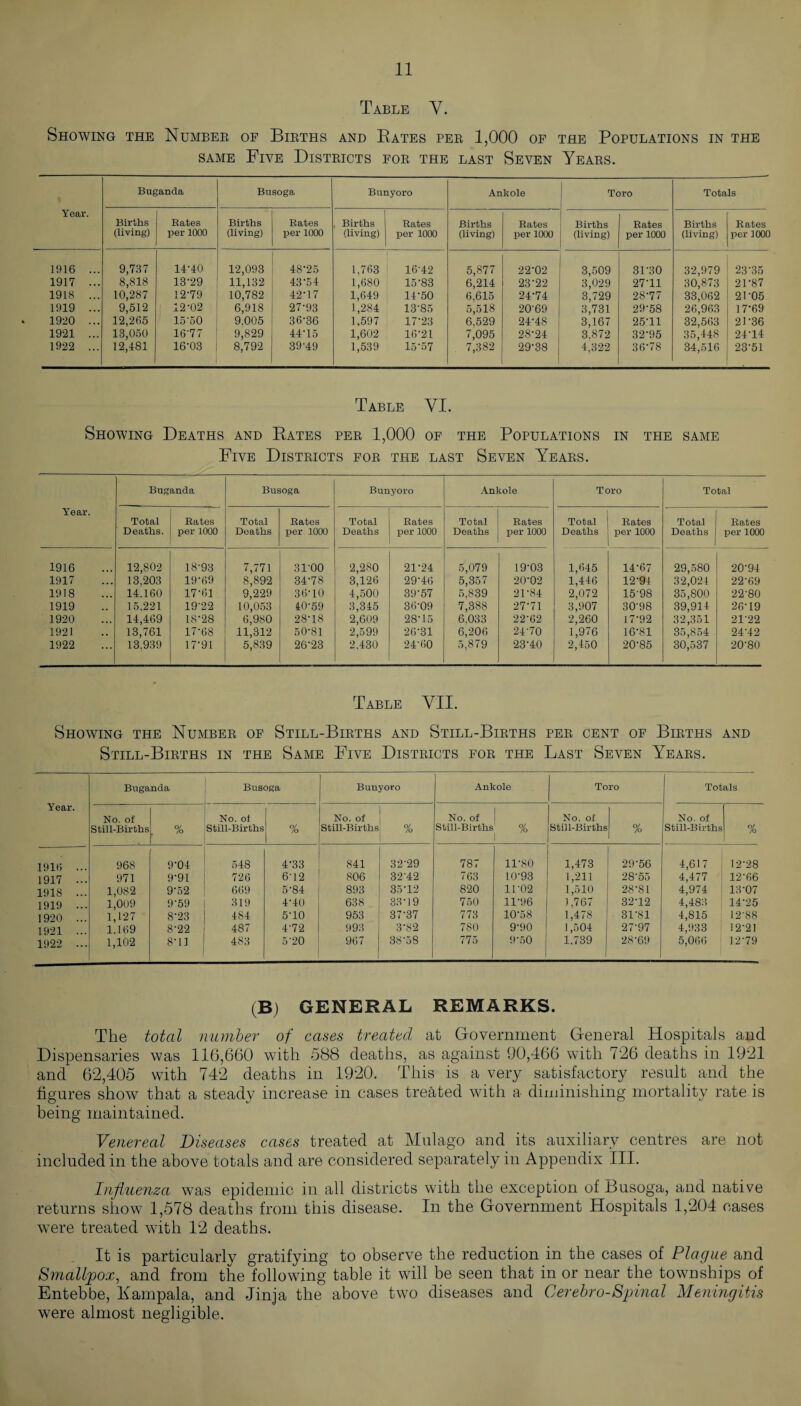 11
Table V.
Showing the Number of Births and Rates per 1,000 of the Populations in the
same Five Districts for the last Seven Years.
Year. Buganda Busoga Bunyoro Ankole Toro Totals
Births (living) Rates per 1000 Births (living) Rates per 1000 Births (living) Rates per 1000 Births (living) Rates per 1000 Births (living) Rates per 1000 Births (living) Rates per 1000
1916 ... 9,737 14·40 12,093 48·25 1,763 16·42 5,877 22·02 3,509 31·30 32,979 23·35
1917 ... 8,818 13·29 11,132 43·54 1,680 15·83 6,214 23·22 3,029 27·11 30,873 21·87
1918 ... 10,287 12·79 10,782 42·17 1,649 14·50 6,615 24·74 3,729 28·77 33,062 21·05
1919 ... 9,512 12·02 6,918 27·93 1,284 13·85 5,518 20·69 3,731 29·58 26,963 17·69
1920 ... 12,265 15·50 9,005 36·36 1,597 17·23 6,529 24·48 3,167 25·11 32,563 21·36
1921 ... 13,050 16·77 9,829 44·15 1,602 16·21 7,095 28·24 3,872 32·95 35,448 24·14
1922 ... 12,481 16·03 8,792 39·49 1,539 15·57 7,382 29·38 4,322 36·78 34,516 23·51
Table VI.
Showing Deaths and Rates per 1,000 of the Populations in the same
Five Districts for the last Seven Years.
Year. Buganda Busoga Bunyoro Ankole Toro Total
Total Deaths. Rates per 1000 Total Deaths Rates per 1000 Total Deaths Rates per 1000 Total Deaths Rates per 1000 Total Deaths Rates per 1000 Total Deaths Rates per 1000
1916 ... 12,802 18·93 7,771 31·00 2,280 21·24 5,079 19·03 1,645 14·67 29,580 20·94
1917 ... 13,203 19·69 8,892 34·78 3,126 29·46 5,357 20·02 1,446 12·94 32,024 22·69
1918 ... 14.160 17·61 9,229 36·10 4,500 39·57 5,839 21·84 2,072 15·98 35,800 22·80
1919 .. 15,221 19·22 10,053 40·59 3,345 36·09 7,388 27·71 3,907 30·98 39,914 26·19
1920 ... 14,469 18·28 6,980 28·18 2,609 28·15 6,033 22·62 2,260 17·92 32,351 21·22
1921 .. 13,761 17·68 11,312 50·81 2,599 26·31 6,206 24·70 1,976 16·81 35,854 24·42
1922 ... 13,939 17·91 5,839 26·23 2,430 24·60 5,879 23·40 2,450 20·85 30,537 20·80
Table VII.
Showing the Number of Still-Births and Still-Births per cent of Births and
Still-Births in the Same Five Districts for the Last Seven Years.
Year. Buganda Busoga Bunyoro Ankole Toro Totals
No. of Still-Births % No. of Still-Births % No. of Still-Births % No. of Still-Births % No. of Still-Births % No. of Still-Births %
1916 ... 968 9·04 548 4·33 841 32·29 787 11·80 1,473 29·56 4,617 12·28
1917 ... 971 9·91 726 6·12 806 32·42 763 10·93 1,211 28·55 4,477 12·66
1918 ... 1,082 9·52 669 5·84 893 35·12 820 11·02 1,510 28·81 4,974 13·07
1919 ... 1,009 9·59 319 4·40 638 33·19 750 11·96 1,767 32·12 4,483 14·25
1920 ... 1,127 8·23 484 5·10 953 37·37 773 10·58 1,478 31·81 4,815 12·88
1921 ... 1,169 8·22 487 4·72 993 3·82 780 9·90 1,504 27·97 4,933 12·21
1922 ... 1,102 8·11 483 5·20 967 38·58 775 9·50 1,739 28·69 5,066 12·79
(B) GENERAL REMARKS.
The total number of cases treated at Government General Hospitals and
Dispensaries was 116,660 with 588 deaths, as against 90,466 with 726 deaths in 1921
and 62,405 with 742 deaths in 1920. This is a very satisfactory result and the
figures show that a steady increase in cases treated with a diminishing mortality rate is
being maintained.
Venereal Diseases cases treated at Mulago and its auxiliary centres are not
included in the above totals and are considered separately in Appendix III.
Influenza was epidemic in all districts with the exception of Busoga, and native
returns show 1,578 deaths from this disease. In the Government Hospitals 1,204 cases
were treated with 12 deaths.
It is particularly gratifying to observe the reduction in the cases of Plague and
Smallpox, and from the following table it will be seen that in or near the townships of
Entebbe, Kampala, and Jinja the above two diseases and Cerebro-Spinal Meningitis
were almost negligible.